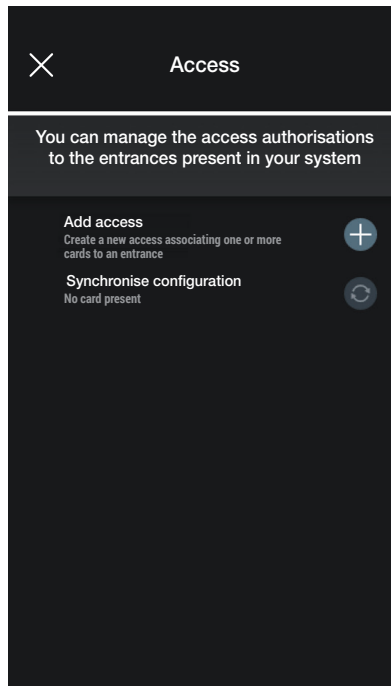 Access
You can manage the access authorisations
to the entrances present in your system
Add access
Create a new access associating one or more
cards to an entrance
Synchronise configuration
No card present